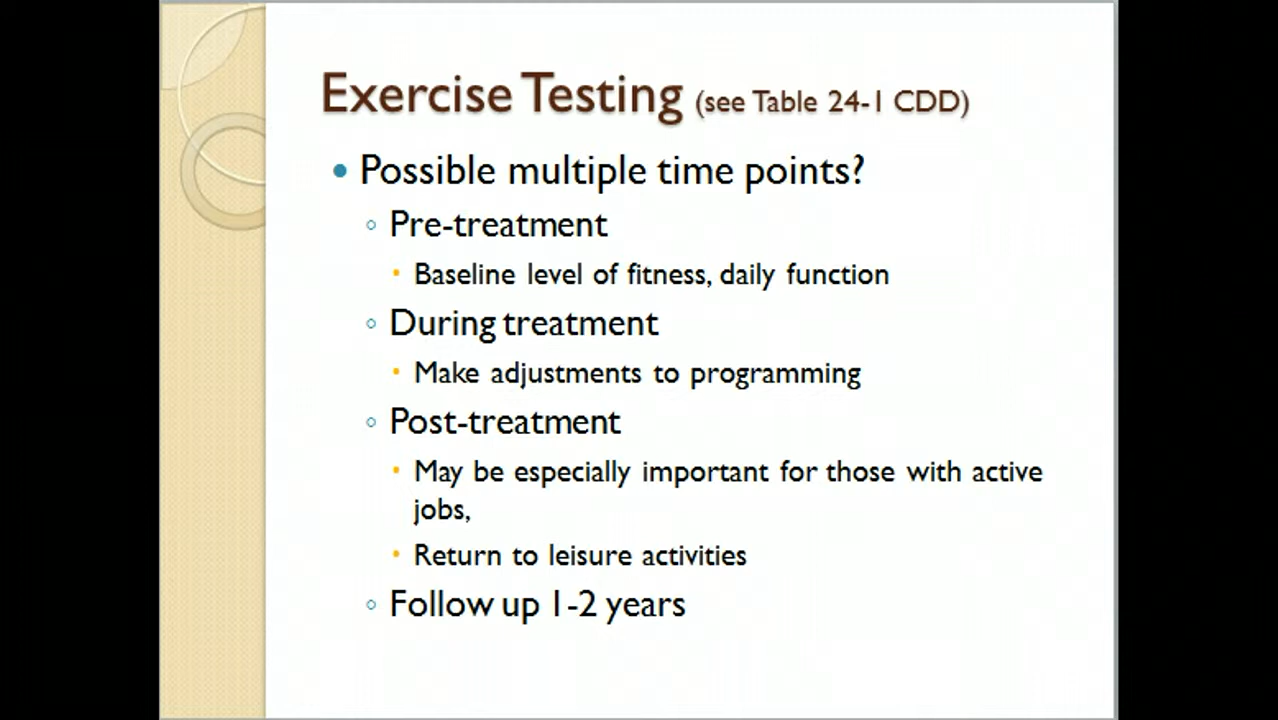 Exercise Testing (see Table 24-1 CDD)
Possible multiple time points?
Pre-treatment
Baseline level of fitness, daily function
During treatment
Make adjustments to programming
Post-treatment
May be especially important for those with active
jobs,
Return to leisure activities
Follow up 1-2 years